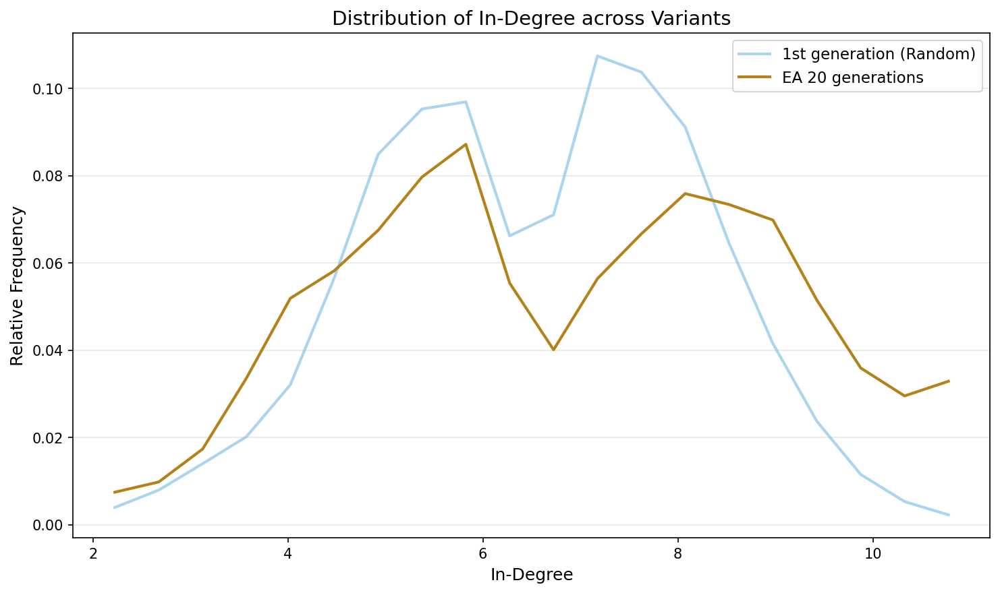 Distribution of In-Degree across Variants
1st generation (Random)
EA 20 generations
Relative Frequency
0.10
0.08
0.06
0.04
0.02
0.00
2 4 6 8 10
In-Degree